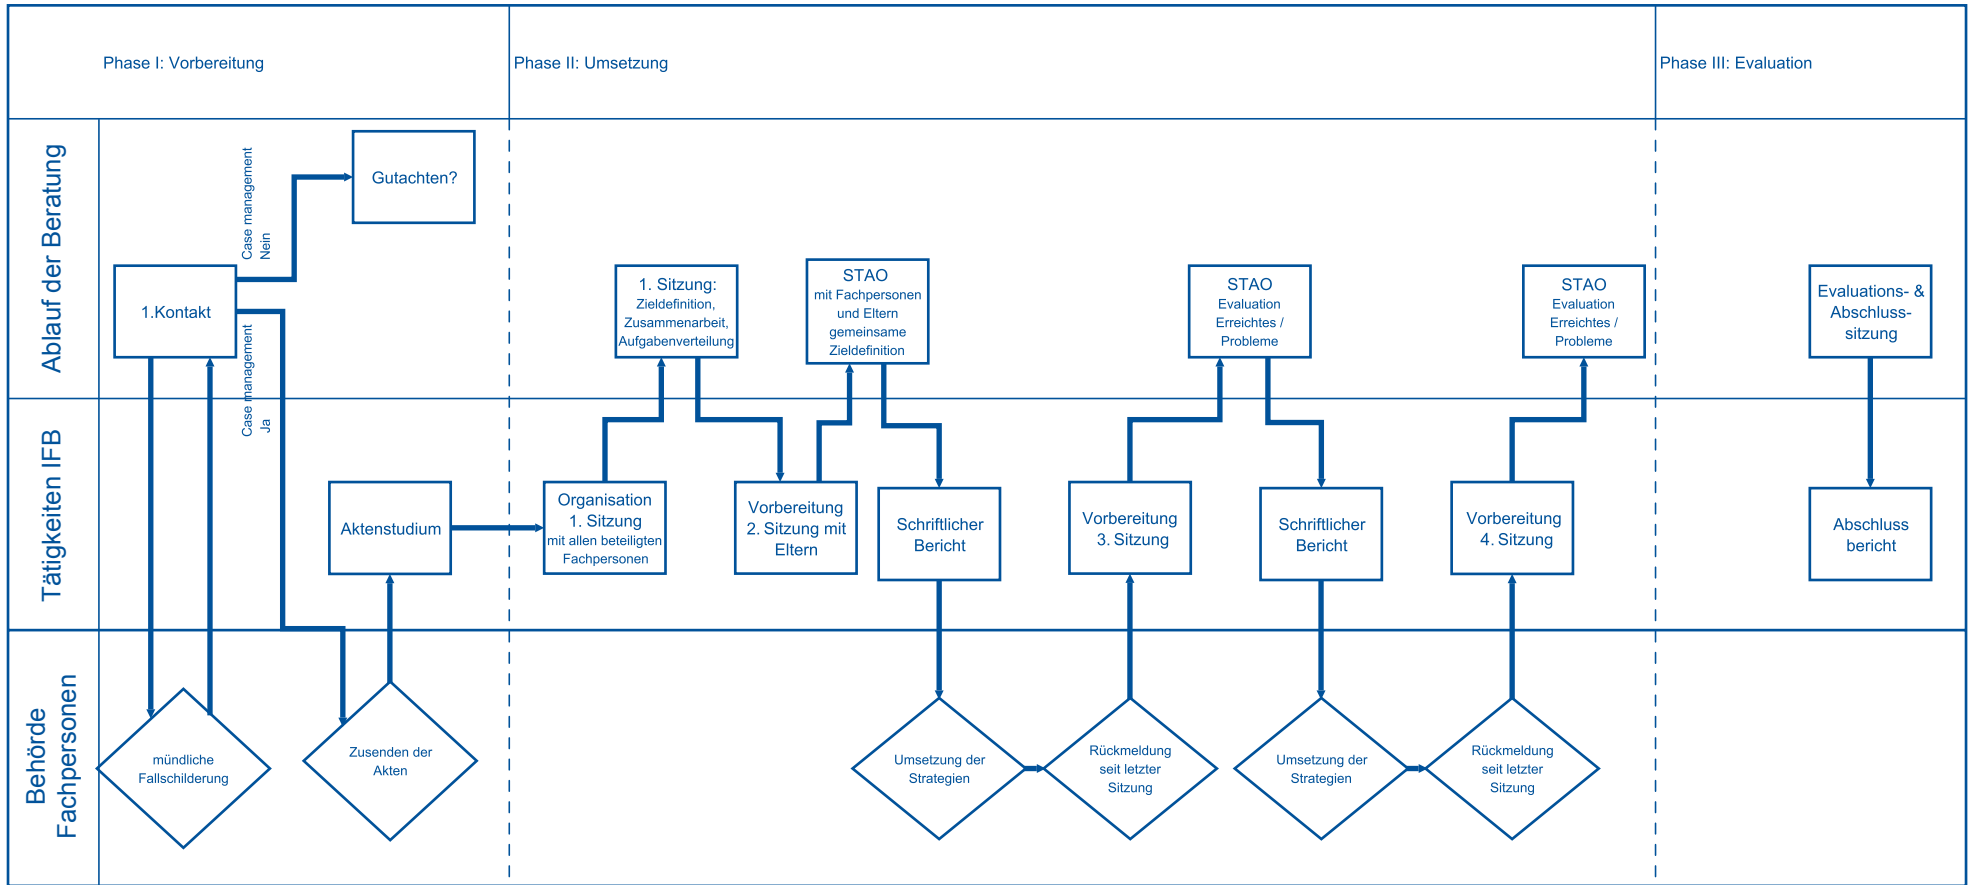 Phase I: Vorbereitung
Phase II: Umsetzung
Phase III: Evaluation
Ablauf der Beratung
Gutachten?
Case management
Nein
1.Kontakt
Case management
Ja
1. Sitzung:
Zieldefinition,
Zusammenarbeit,
Aufgabenverteilung
STAO
mit Fachpersonen
und Eltern
gemeinsame
Zieldefinition
STAO
Evaluation
Erreichtes /
Probleme
STAO
Evaluation
Erreichtes /
Probleme
Evaluations- &
Abschluss-
sitzung
Tätigkeiten IFB
Aktenstudium
Organisation
1. Sitzung
mit allen beteiligten
Fachpersonen
Vorbereitung
2. Sitzung mit
Eltern
Schriftlicher
Bericht
Vorbereitung
3. Sitzung
Schriftlicher
Bericht
Vorbereitung
4. Sitzung
Abschluss
bericht
Behörde
Fachpersonen
mündliche
Fallschilderung
Zusenden der
Akten
Umsetzung der
Strategien
Rückmeldung
seit letzter
Sitzung
Umsetzung der
Strategien
Rückmeldung
seit letzter
Sitzung